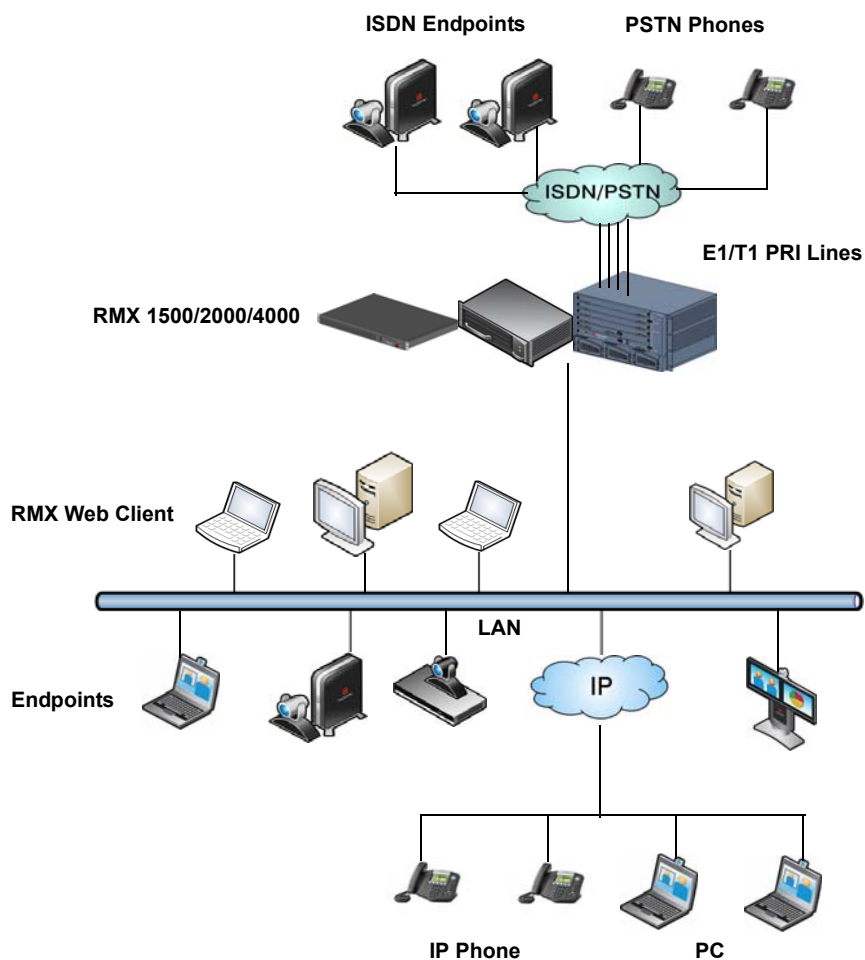 ISDN Endpoints
PSTN Phones
ISDN/PSTN
E1/T1 PRI Lines
RMX 1500/2000/4000
RMX Web Client
LAN
Endpoints
IP
IP Phone
PC